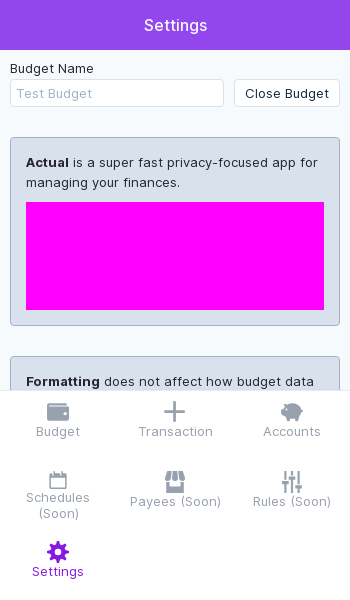 Settings
Budget Name
Test Budget
Close Budget
Actual is a super fast privacy-focused app for
managing your finances.
Formatting does not affect how budget data
Budget
Transaction
Accounts
Schedules
(Soon)
Payees (Soon)
Rules (Soon)
Settings